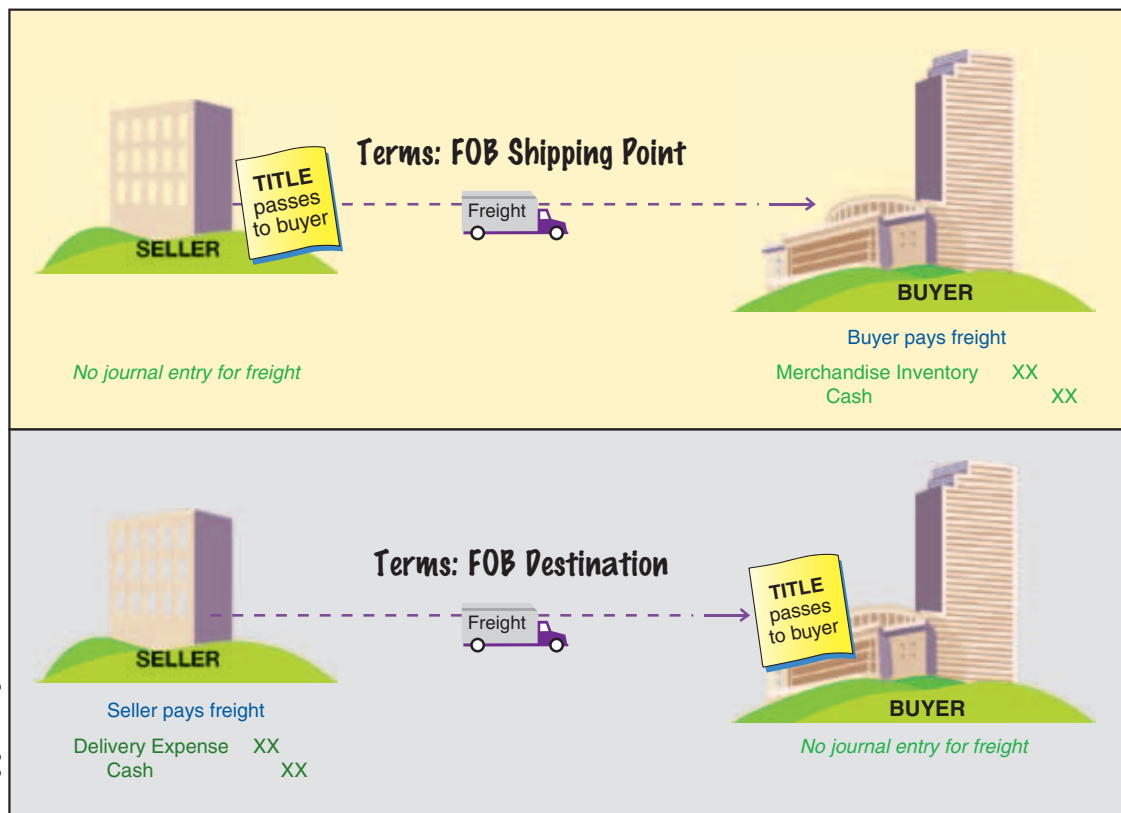 Terms: FOB Shipping Point
TITLE
passes
to buyer
Freight
SELLER
BUYER
Buyer pays freight
No journal entry for freight
Merchandise Inventory XX
Cash XX
Terms: FOB Destination
Freight
TITLE
passes
to buyer
SELLER
BUYER
Seller pays freight
Delivery Expense XX
Cash XX
No journal entry for freight